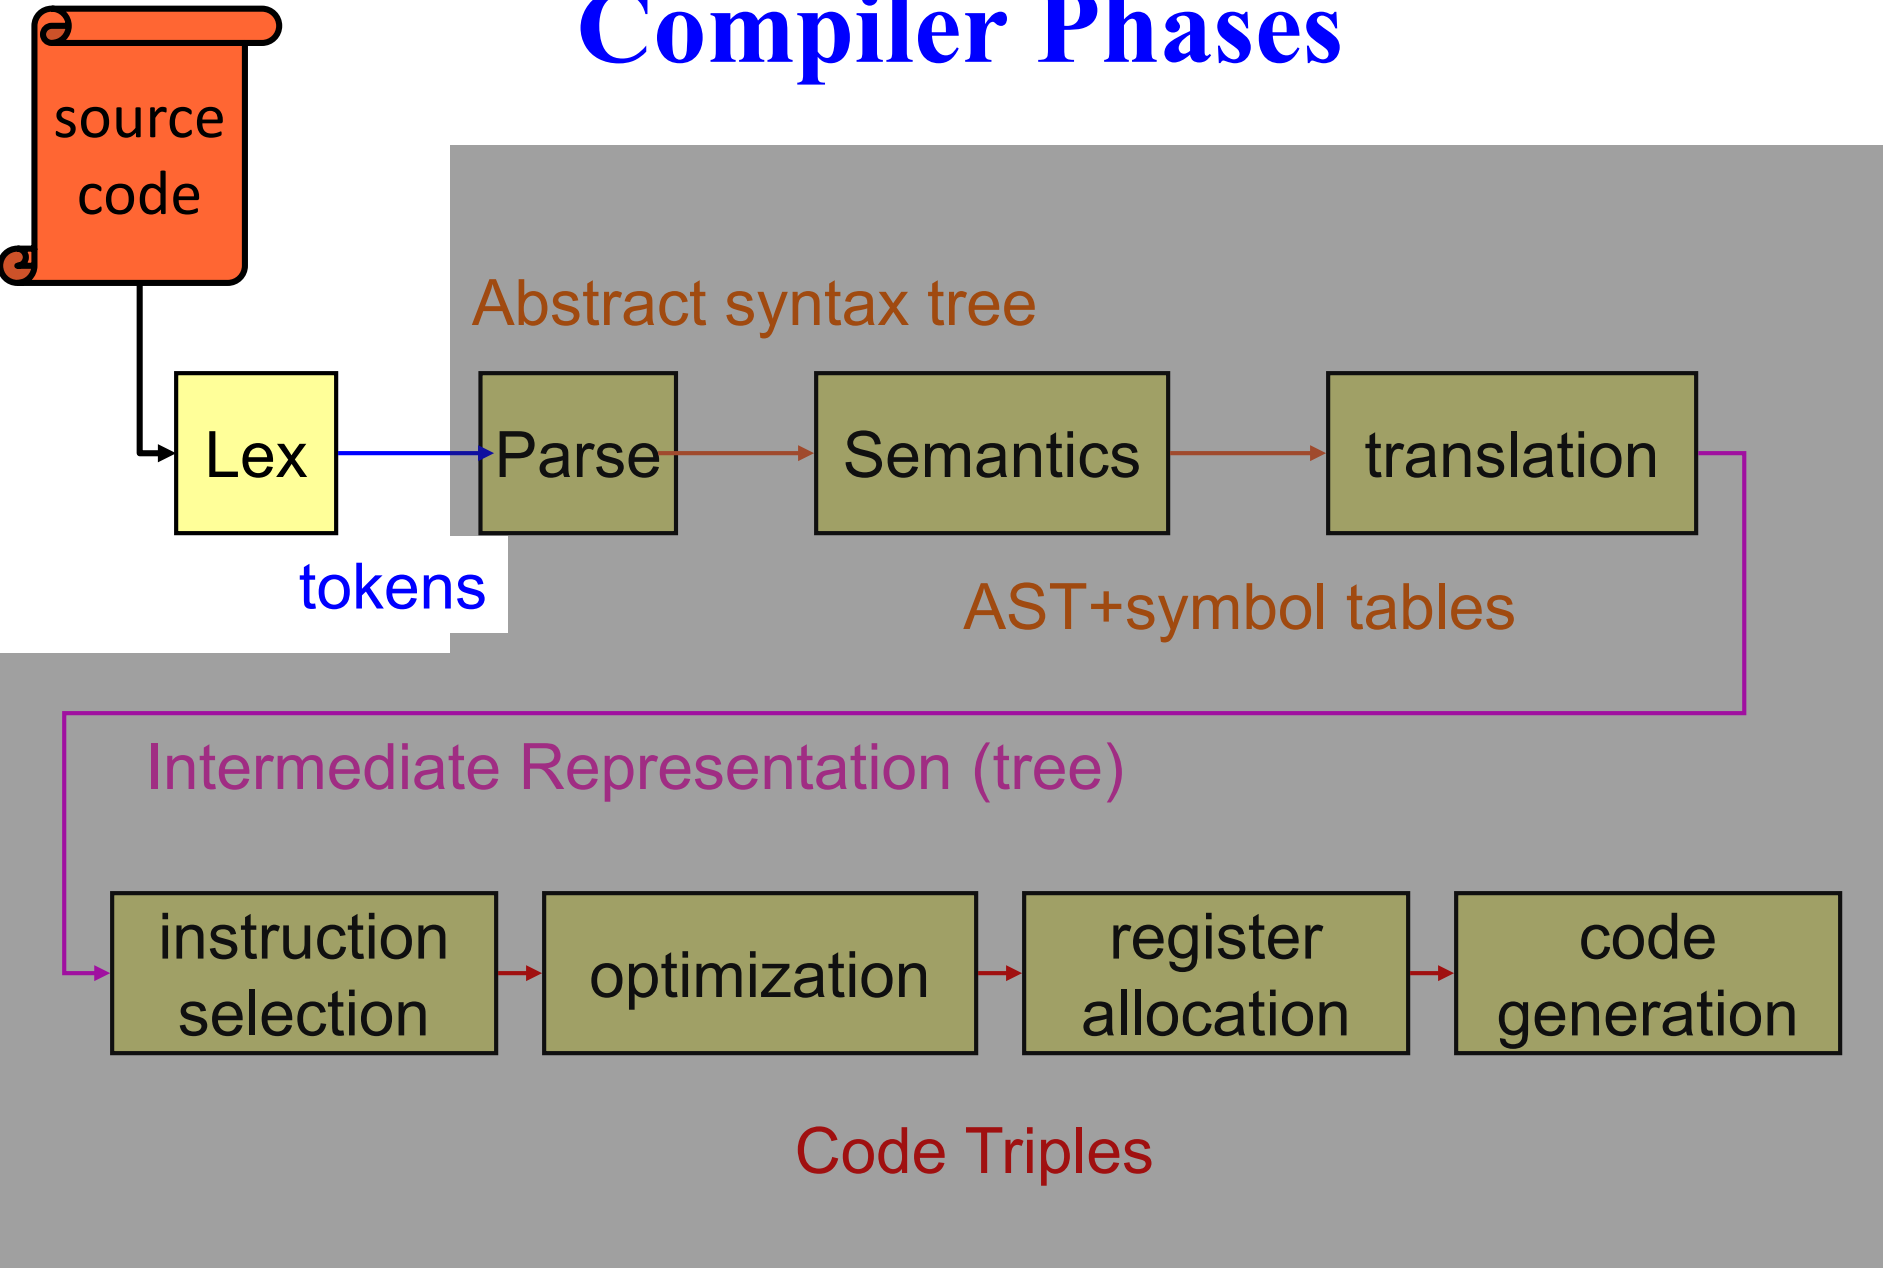 Compiler Phases
source
code
Abstract syntax tree
Lex
Parse
Semantics
translation
tokens
AST+symbol tables
Intermediate Representation (tree)
instruction
selection
optimization
register
allocation
code
generation
Code Triples